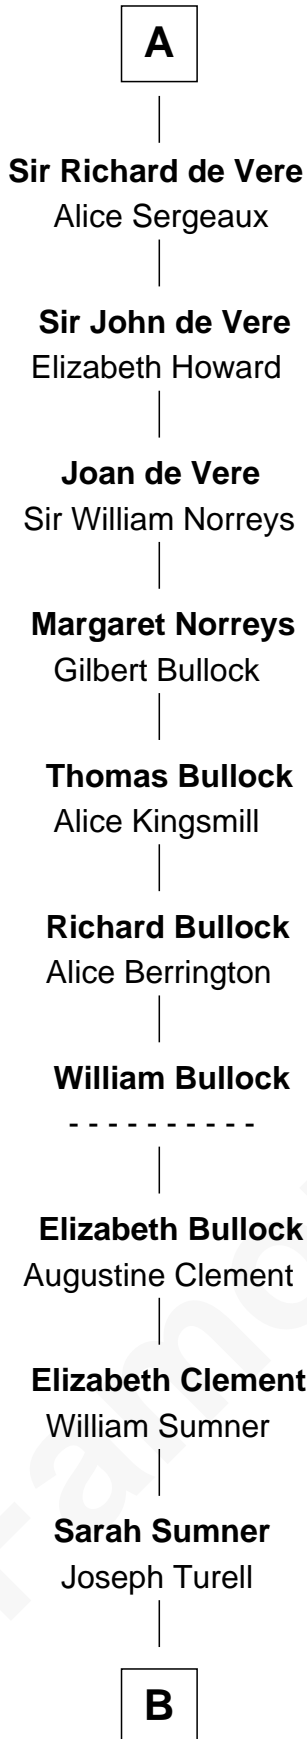 A
Sir Richard de Vere
Alice Sergeaux
Sir John de Vere
Elizabeth Howard
Joan de Vere
Sir William Norreys
Margaret Norreys
Gilbert Bullock
Thomas Bullock
Alice Kingsmill
Richard Bullock
Alice Berrington
William Bullock
- - - - - - - - - -
Elizabeth Bullock
Augustine Clement
Elizabeth Clement
William Sumner
Sarah Sumner
Joseph Turell
B